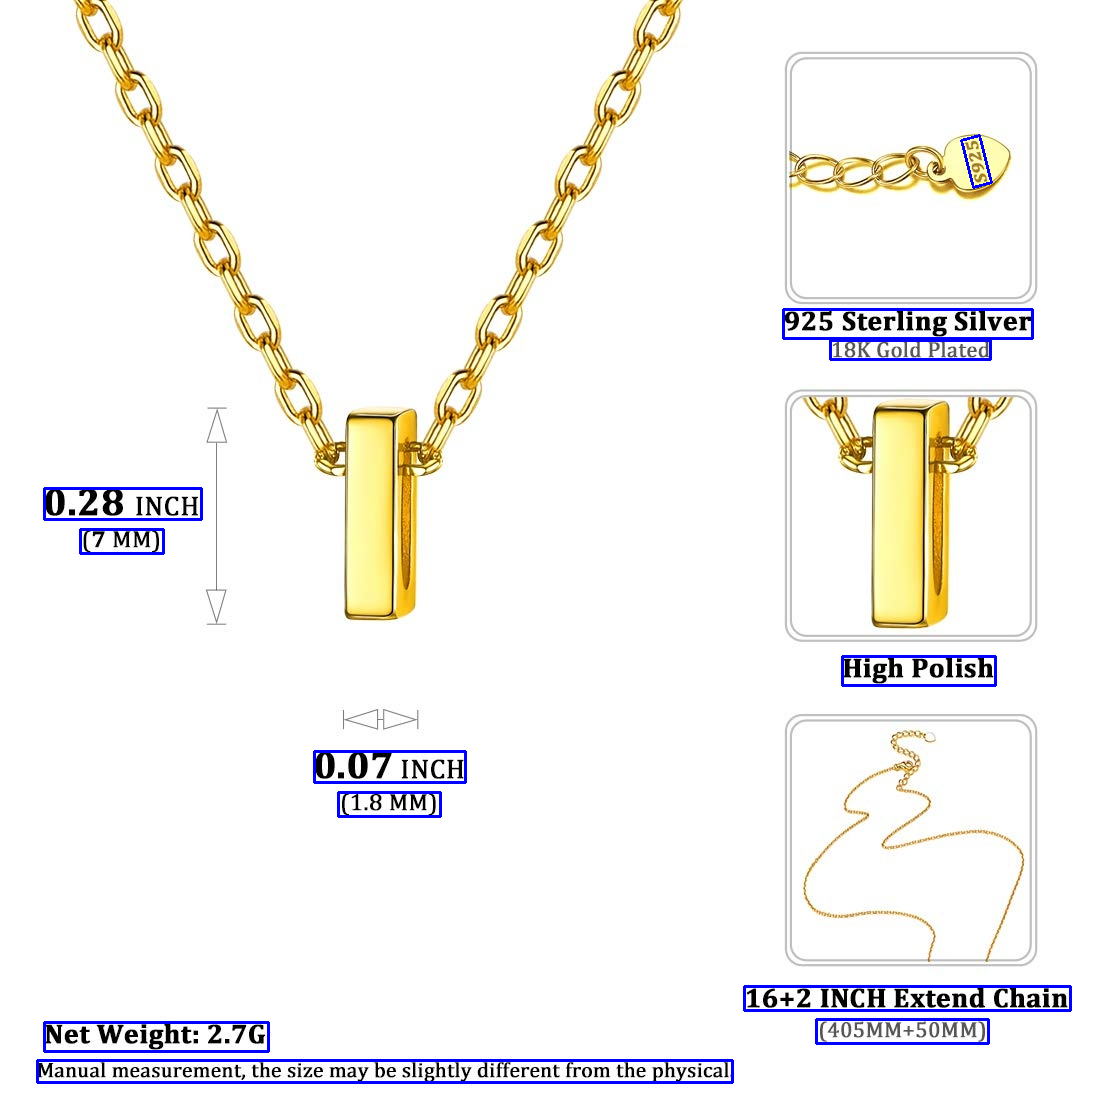 S925
925 Sterling Silver
18K Gold Plated
0.28 INCH
(7 MM)
High Polish
0.07 INCH
(1.8 MM)
16+2 INCH Extend Chain
(405MM+50MM)
Net Weight: 2.7G
Manual measurement, the size may be slightly different from the physical.